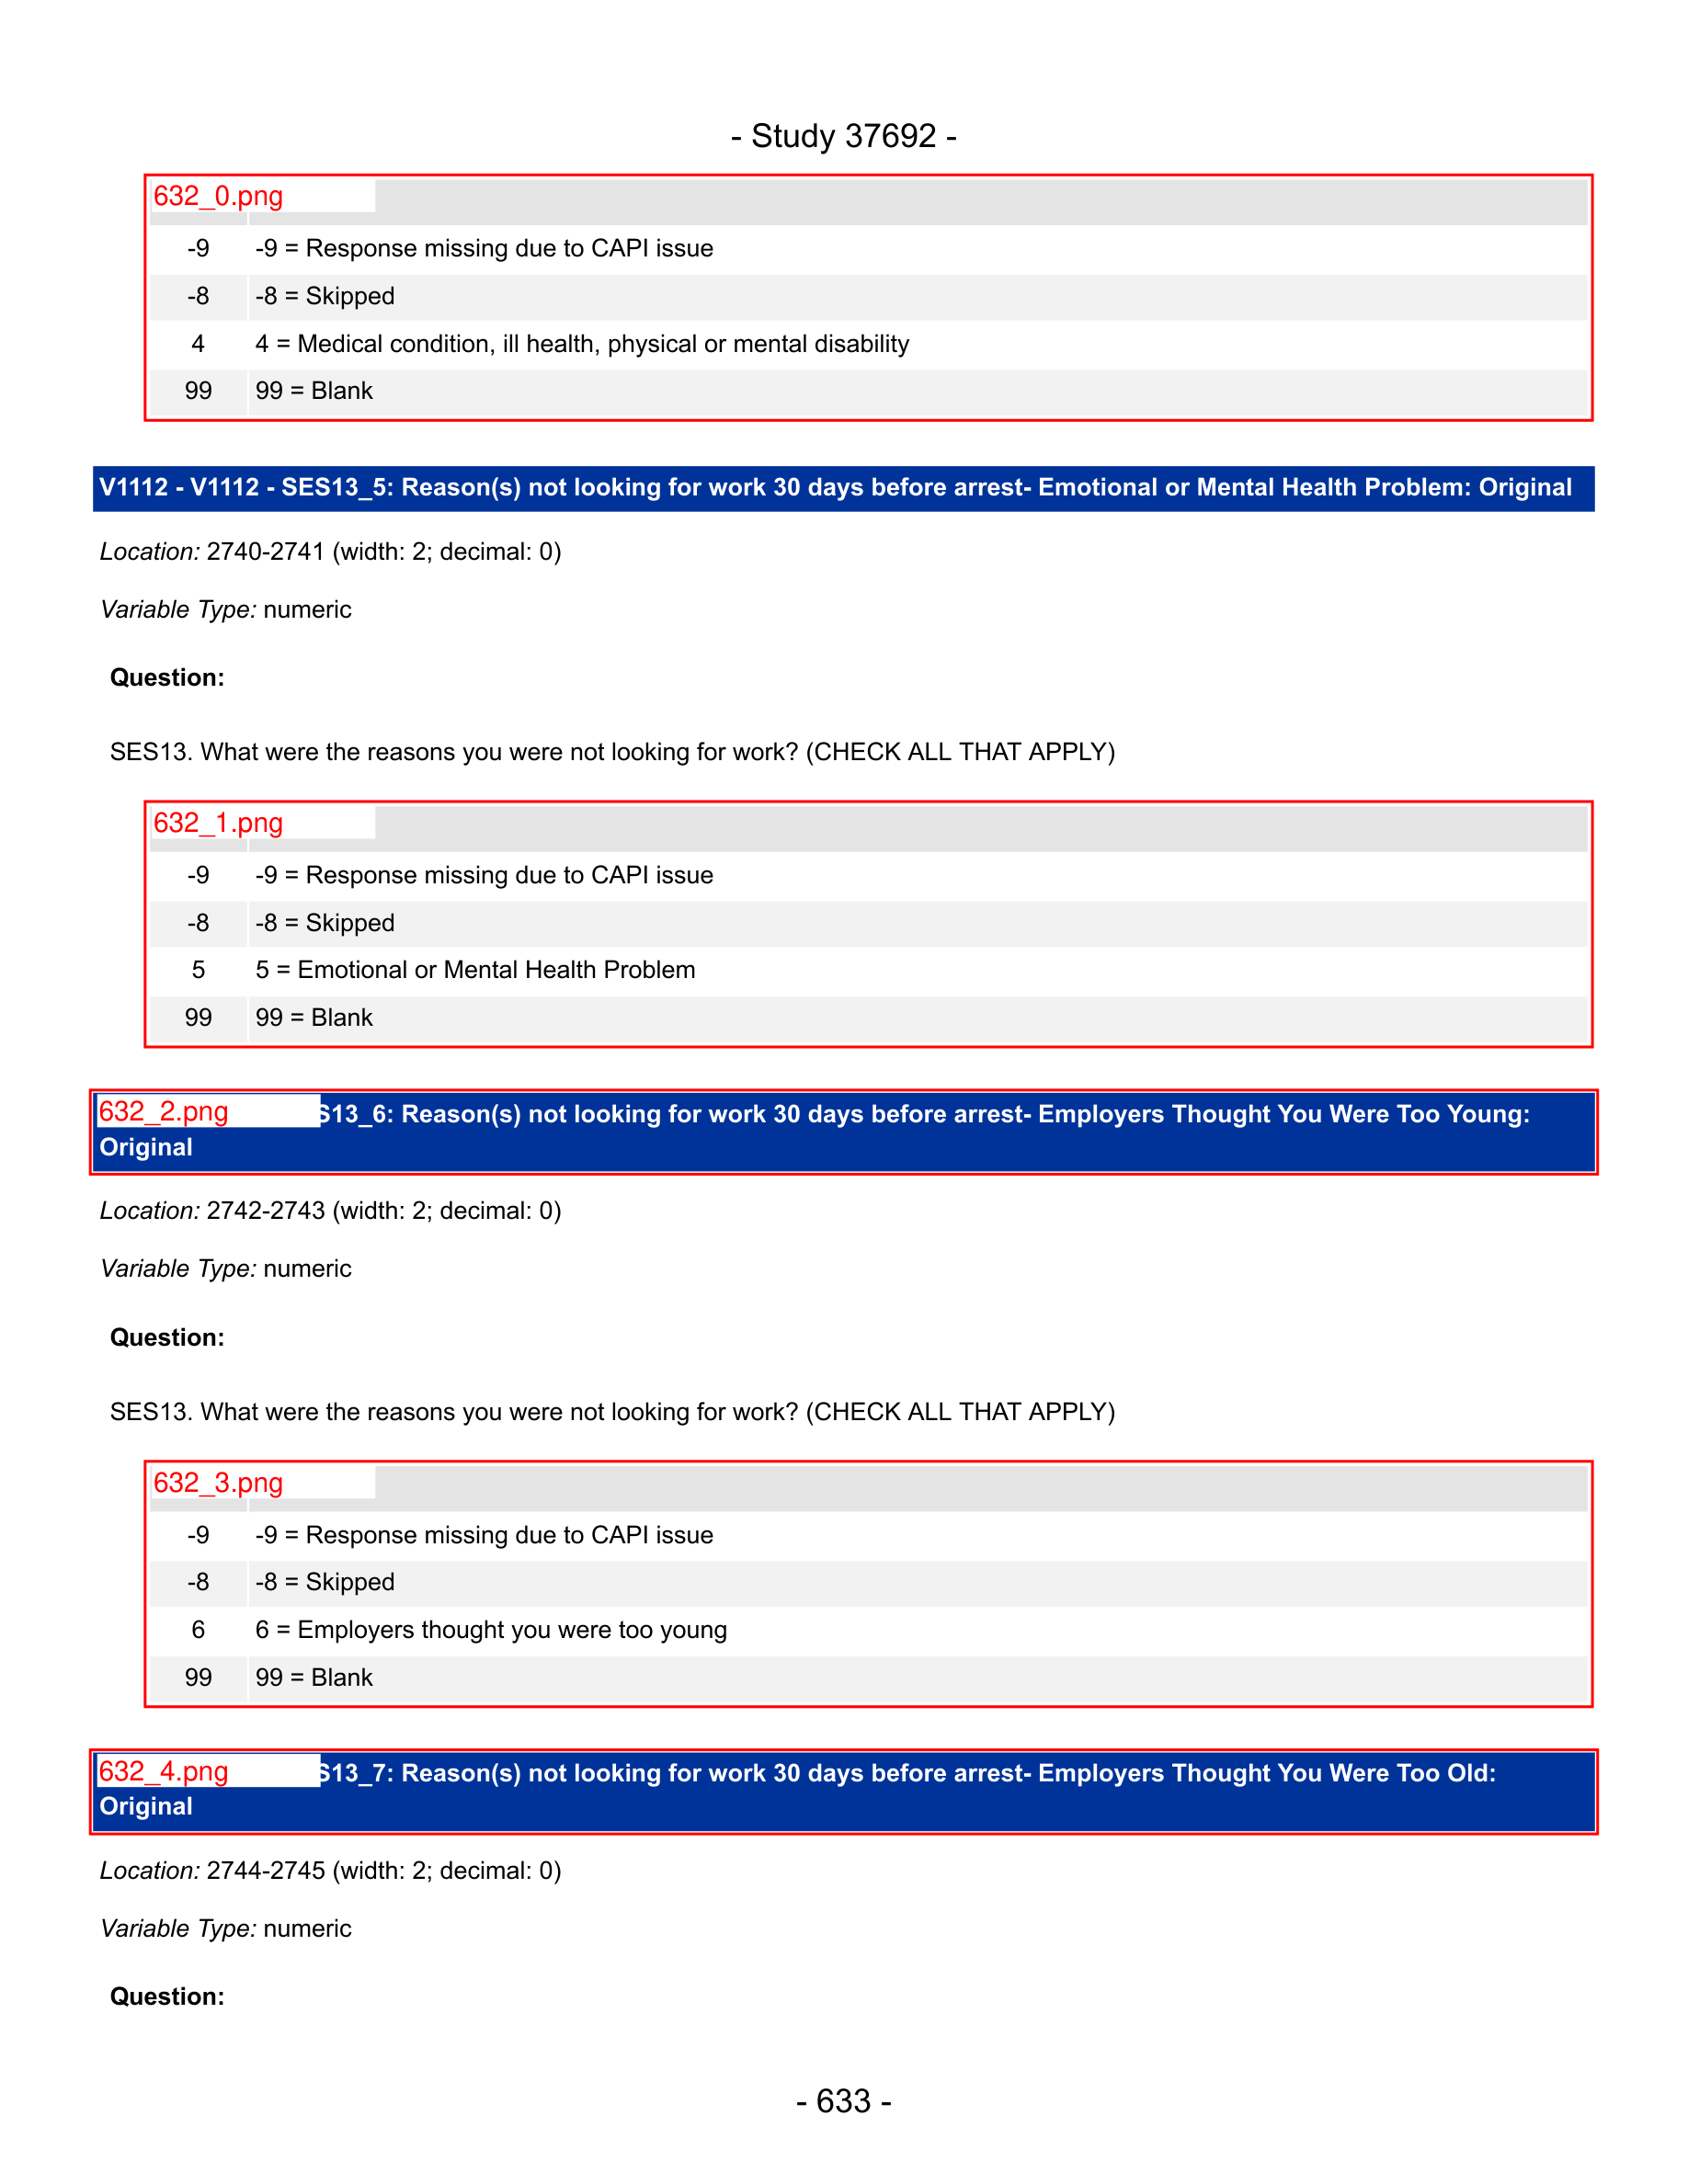 - Study 37692 -
632_0.png
-9 -9 = Response missing due to CAPI issue
-8 -8 = Skipped
4 4 = Medical condition, ill health, physical or mental disability
99 99 = Blank
V1112 - V1112 - SES13_5: Reason(s) not looking for work 30 days before arrest- Emotional or Mental Health Problem: Original
Location: 2740-2741 (width: 2; decimal: 0)
Variable Type: numeric
Question:
SES13. What were the reasons you were not looking for work? (CHECK ALL THAT APPLY)
632_1.png
-9 -9 = Response missing due to CAPI issue
-8 -8 = Skipped
5 5 = Emotional or Mental Health Problem
99 99 = Blank
632_2.png S13_6: Reason(s) not looking for work 30 days before arrest- Employers Thought You Were Too Young:
Original
Location: 2742-2743 (width: 2; decimal: 0)
Variable Type: numeric
Question:
SES13. What were the reasons you were not looking for work? (CHECK ALL THAT APPLY)
632_3.png
-9 -9 = Response missing due to CAPI issue
-8 -8 = Skipped
6 6 = Employers thought you were too young
99 99 = Blank
632_4.png S13_7: Reason(s) not looking for work 30 days before arrest- Employers Thought You Were Too Old:
Original
Location: 2744-2745 (width: 2; decimal: 0)
Variable Type: numeric
Question:
- 633 -